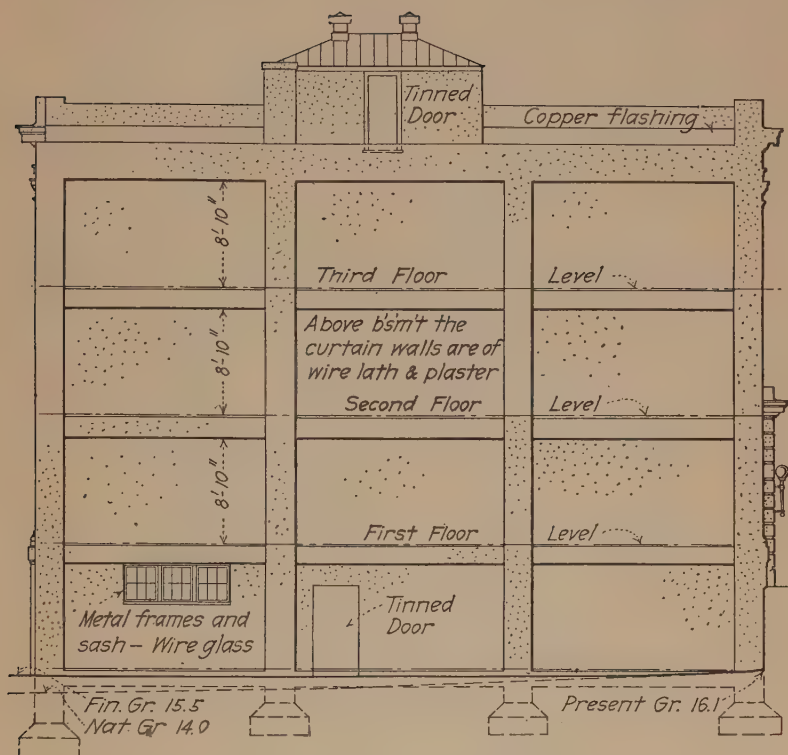 Tinned
Door
Copper flashing
8'-10"
Third Floor
Level
8'-10"
Above b'sm't the
curtain walls are of
wire lath & plaster
Second Floor
Level
8'-10"
First Floor
Level
Metal frames and
sash - Wire glass
Tinned
Door
Fin. Gr. 15.5
Nat. Gr 14.0
Present Gr. 16.1